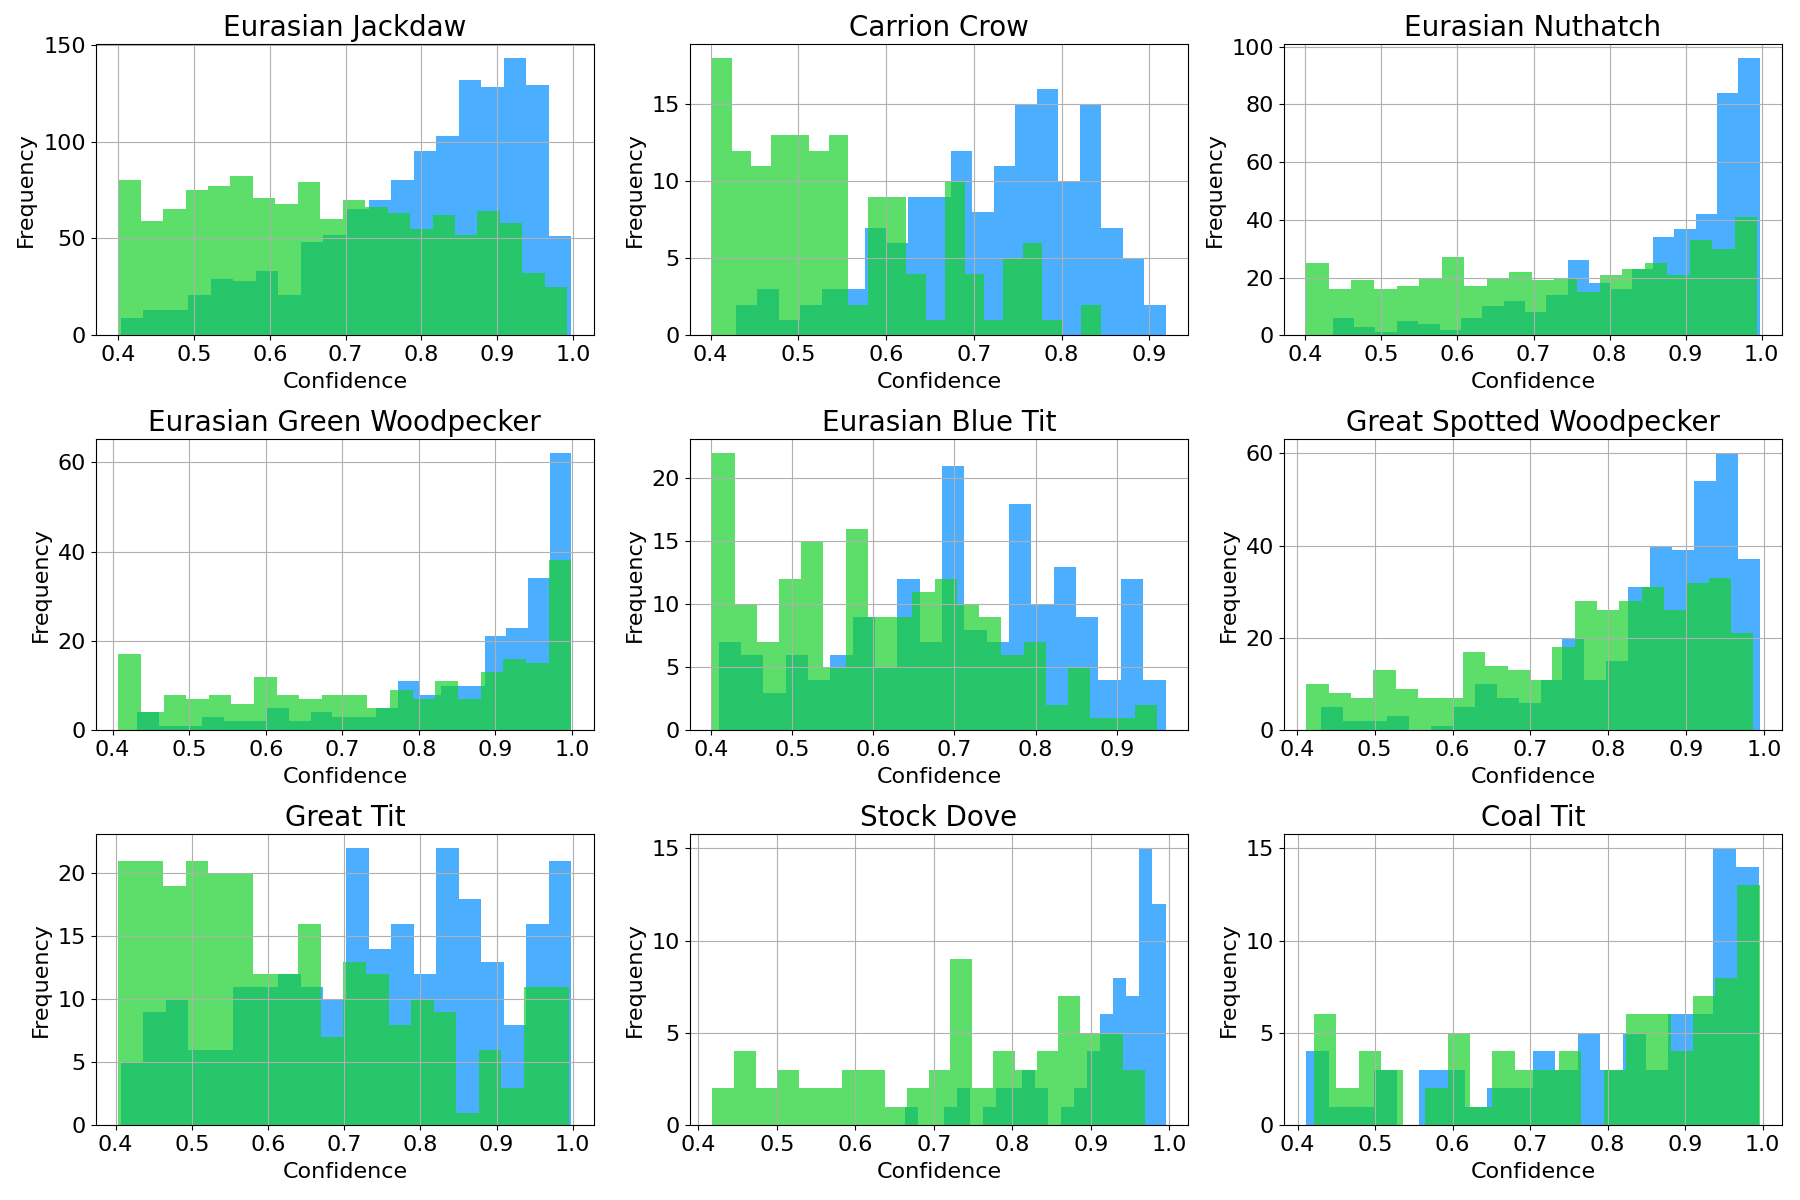 Eurasian Jackdaw
Frequency
150
100
50
0
0.4 0.5 0.6 0.7 0.8 0.9 1.0
Confidence
Carrion Crow
Frequency
15
10
5
0
0.4 0.5 0.6 0.7 0.8 0.9
Confidence
Eurasian Nuthatch
Frequency
100
80
60
40
20
0
0.4 0.5 0.6 0.7 0.8 0.9 1.0
Confidence
Eurasian Green Woodpecker
Frequency
60
40
20
0
0.4 0.5 0.6 0.7 0.8 0.9 1.0
Confidence
Eurasian Blue Tit
Frequency
20
15
10
5
0
0.4 0.5 0.6 0.7 0.8 0.9
Confidence
Great Spotted Woodpecker
Frequency
60
40
20
0
0.4 0.5 0.6 0.7 0.8 0.9 1.0
Confidence
Great Tit
Frequency
20
15
10
5
0
0.4 0.5 0.6 0.7 0.8 0.9 1.0
Confidence
Stock Dove
Frequency
15
10
5
0
0.4 0.5 0.6 0.7 0.8 0.9 1.0
Confidence
Coal Tit
Frequency
15
10
5
0
0.4 0.5 0.6 0.7 0.8 0.9 1.0
Confidence